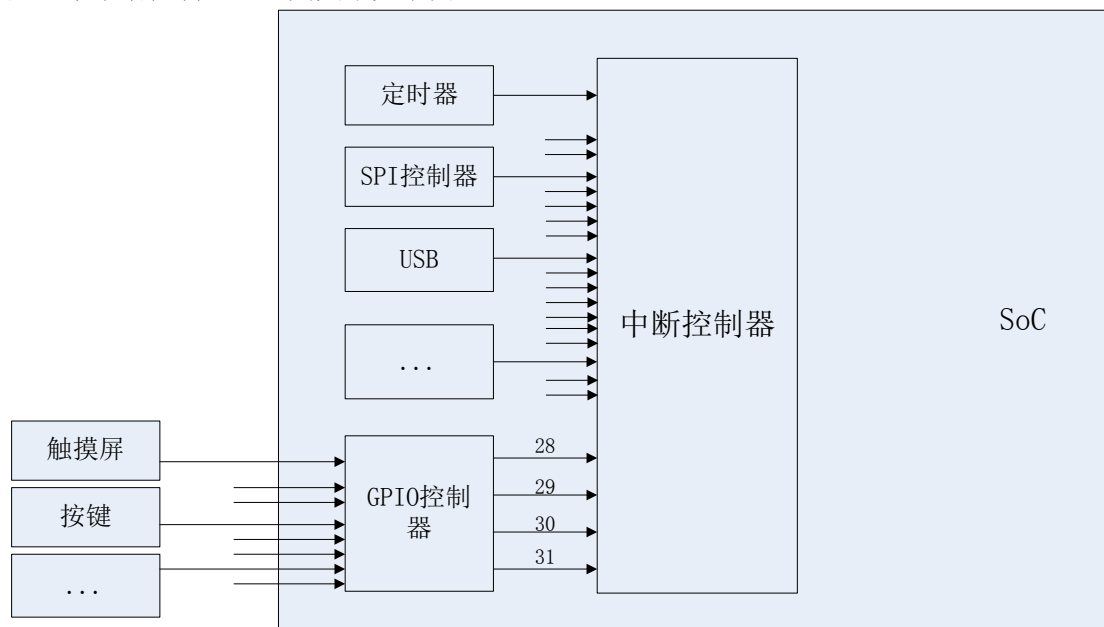 定时器
SPI控制器
USB
...
中断控制器
SoC
触摸屏
按键
...
GPIO控制
器
28
29
30
31